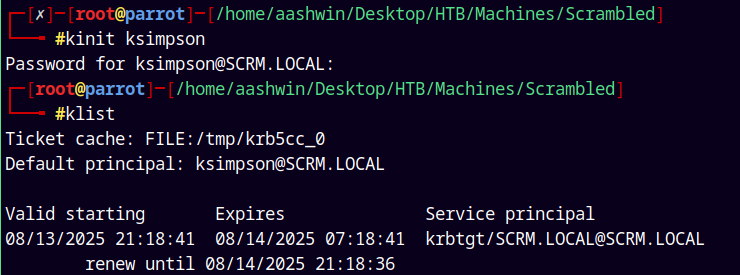 ┌─[✗]─[root@parrot]─[/home/aashwin/Desktop/HTB/Machines/Scrambled]
└──╼ #kinit ksimpson
Password for ksimpson@SCRM.LOCAL:
┌─[root@parrot]─[/home/aashwin/Desktop/HTB/Machines/Scrambled]
└──╼ #klist
Ticket cache: FILE:/tmp/krb5cc_0
Default principal: ksimpson@SCRM.LOCAL

Valid starting       Expires              Service principal
08/13/2025 21:18:41  08/14/2025 07:18:41  krbtgt/SCRM.LOCAL@SCRM.LOCAL
        renew until 08/14/2025 21:18:36